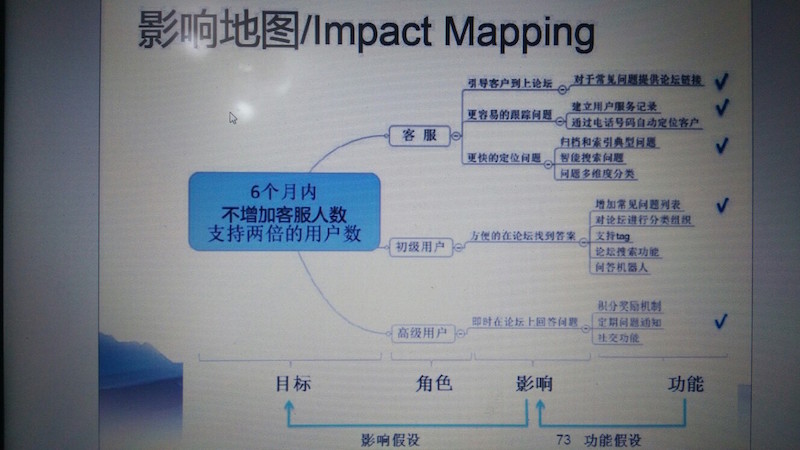 影响地图/Impact Mapping
引导客户到上论坛
对于常见问题提供论坛链接
更容易的跟踪问题
建立用户服务记录
通过电话号码自动定位客户
客服
更快的定位问题
归档和索引典型问题
智能搜索问题
问题多维度分类
6个月内
不增加客服人数
支持两倍的用户数
初级用户
方便的在论坛找到答案
增加常见问题列表
对论坛进行分类组织
支持tag
论坛搜索功能
问答机器人
高级用户
即时在论坛上回答问题
积分奖励机制
定期问题通知
社交功能
目标
角色
影响
功能
影响假设
73
功能假设